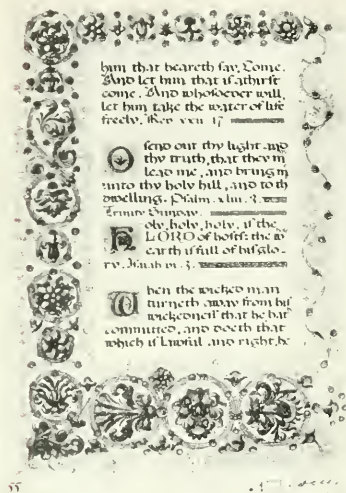 him that heareth say, Come.
And let him that is athirst
come. And whosoever will,
let him take the water of life
freely. Rev. xxii 17
O send out thy light and
thy truth, that they m
lead me, and bring m
unto thy holy hill, and to th
dwelling. Psalm. xliii. 3.
Trinity Sunday.
Holy, holy, holy, is the
LORD of hosts: the w
earth is full of his glo-
ry. Isaiah vi. 3.
When the wicked man
turneth away from his
wickedness that he hat
committed, and doeth that
which is lawful and right, he
55